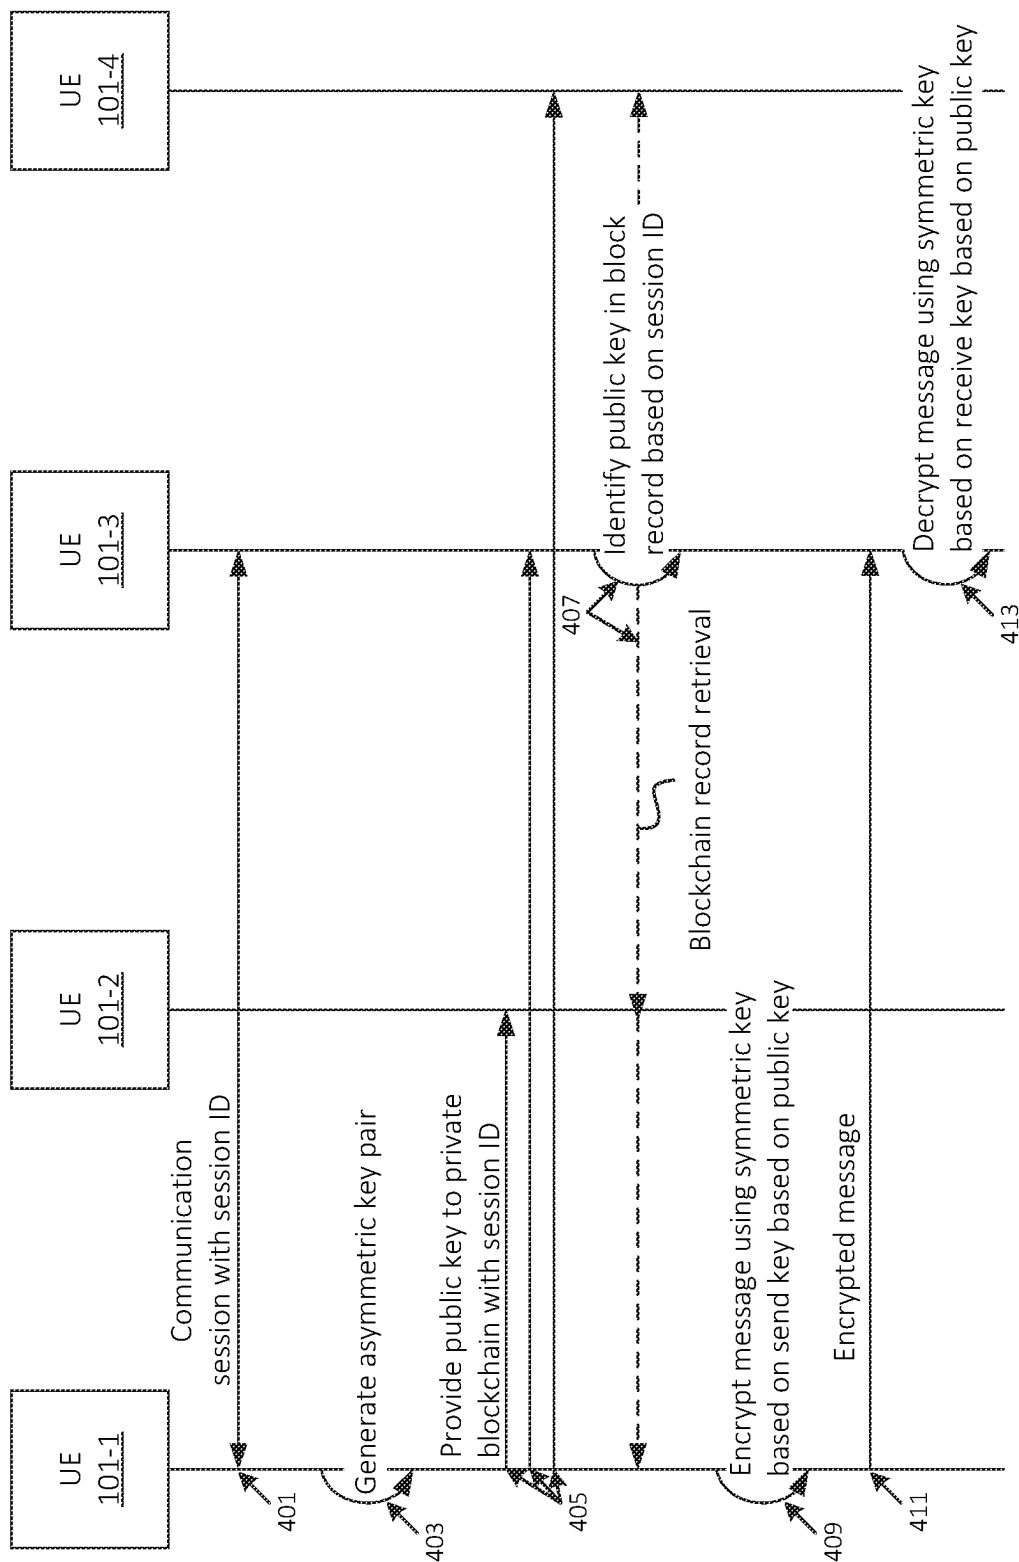 UE
101-1
UE
101-2
UE
101-3
UE
101-4
Communication
session with session ID
401
Generate asymmetric key pair
403
Provide public key to private
blockchain with session ID
405
407
Identify public key in block
record based on session ID
Blockchain record retrieval
Encrypt message using symmetric key
based on send key based on public key
409
Encrypted message
411
Decrypt message using symmetric key
based on receive key based on public key
413